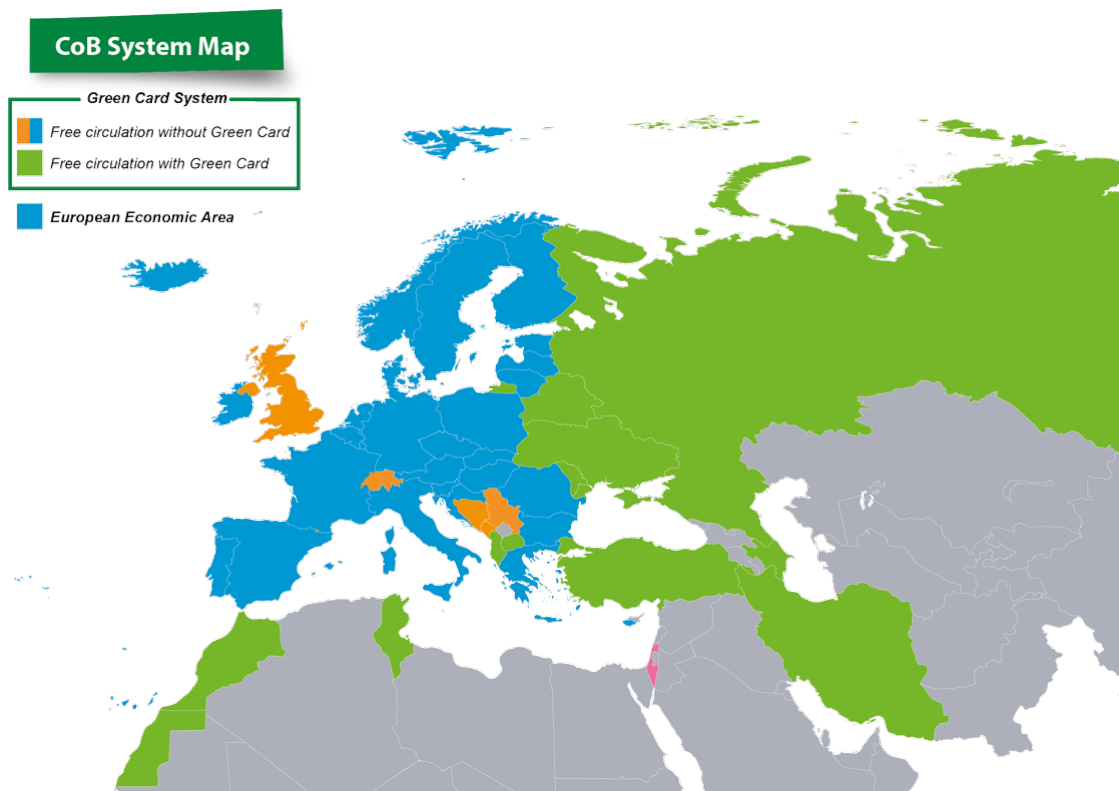 CoB System Map
Green Card System
Free circulation without Green Card
Free circulation with Green Card
European Economic Area